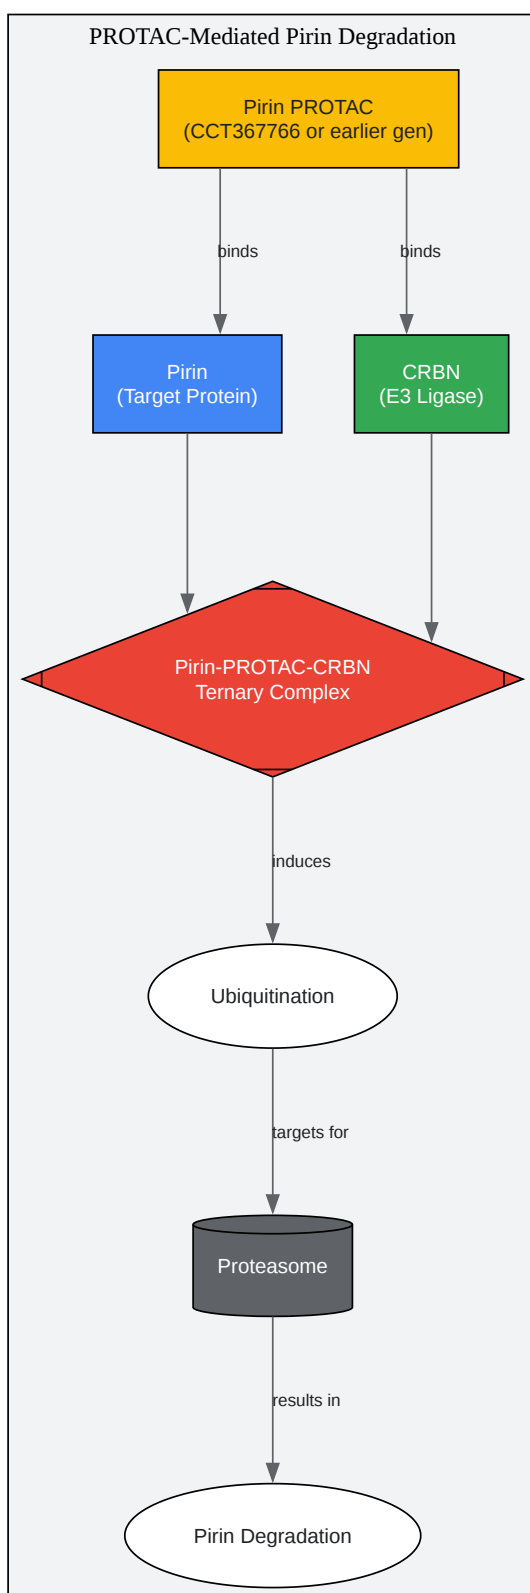 PROTAC-Mediated Pirin Degradation
Pirin PROTAC
(CCT367766 or earlier gen)
binds
binds
Pirin
(Target Protein)
CRBN
(E3 Ligase)
Pirin-PROTAC-CRBN
Ternary Complex
induces
Ubiquitination
targets for
Proteasome
results in
Pirin Degradation